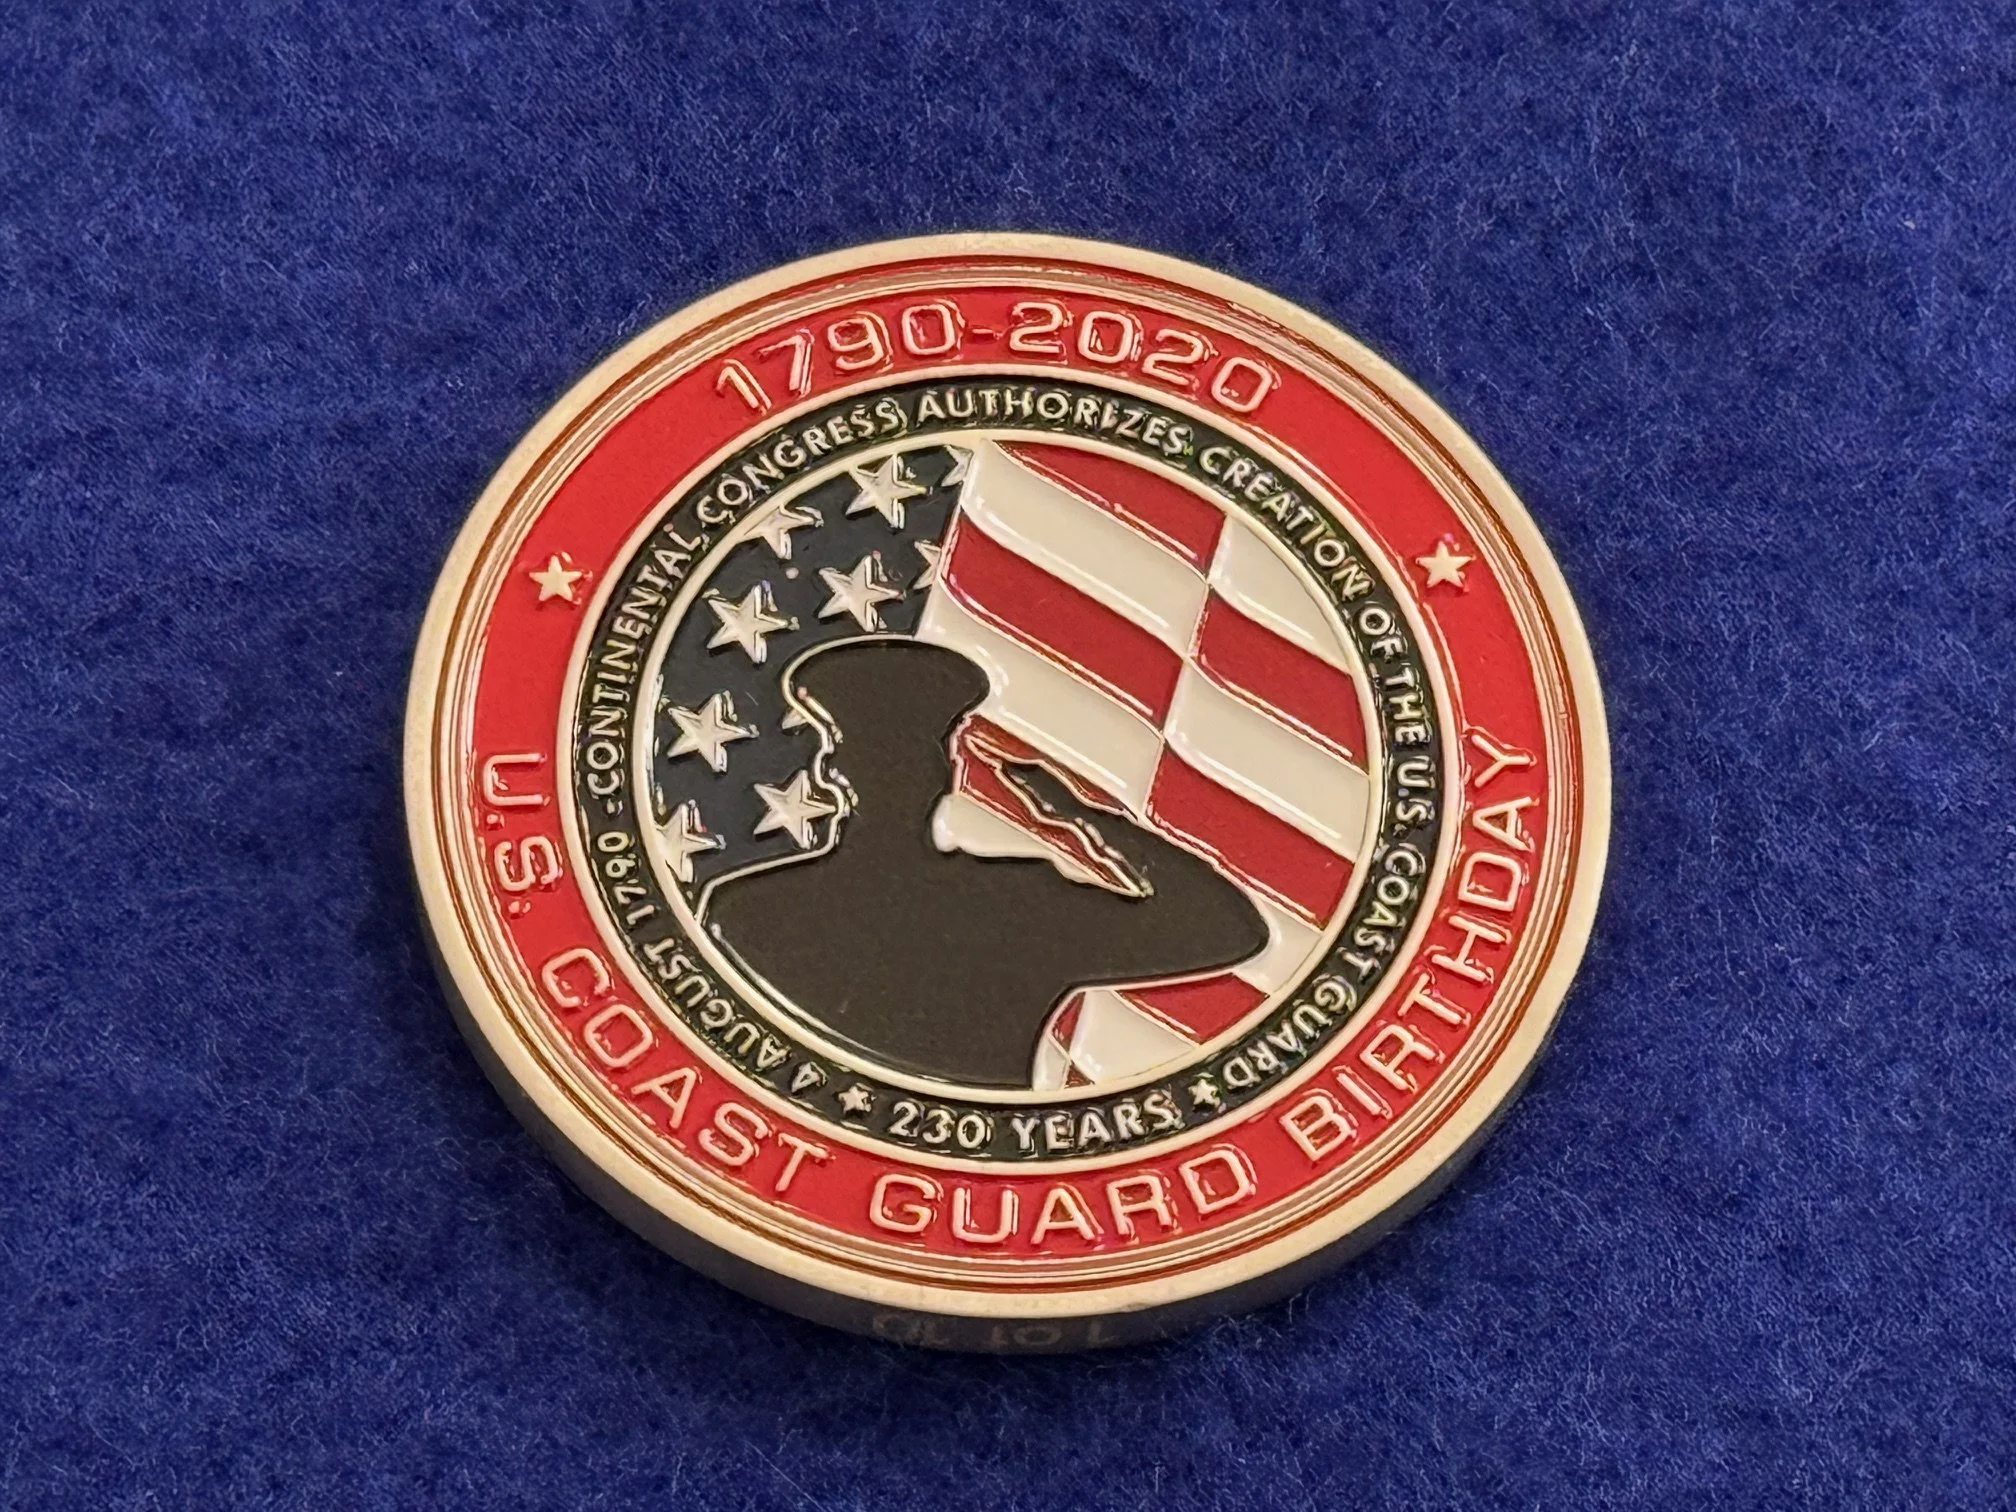 1790-2020
4 AUGUST 1790 - CONTINENTAL CONGRESS AUTHORIZES CREATION OF THE U.S. COAST GUARD
230 YEARS
U.S. COAST GUARD BIRTHDAY